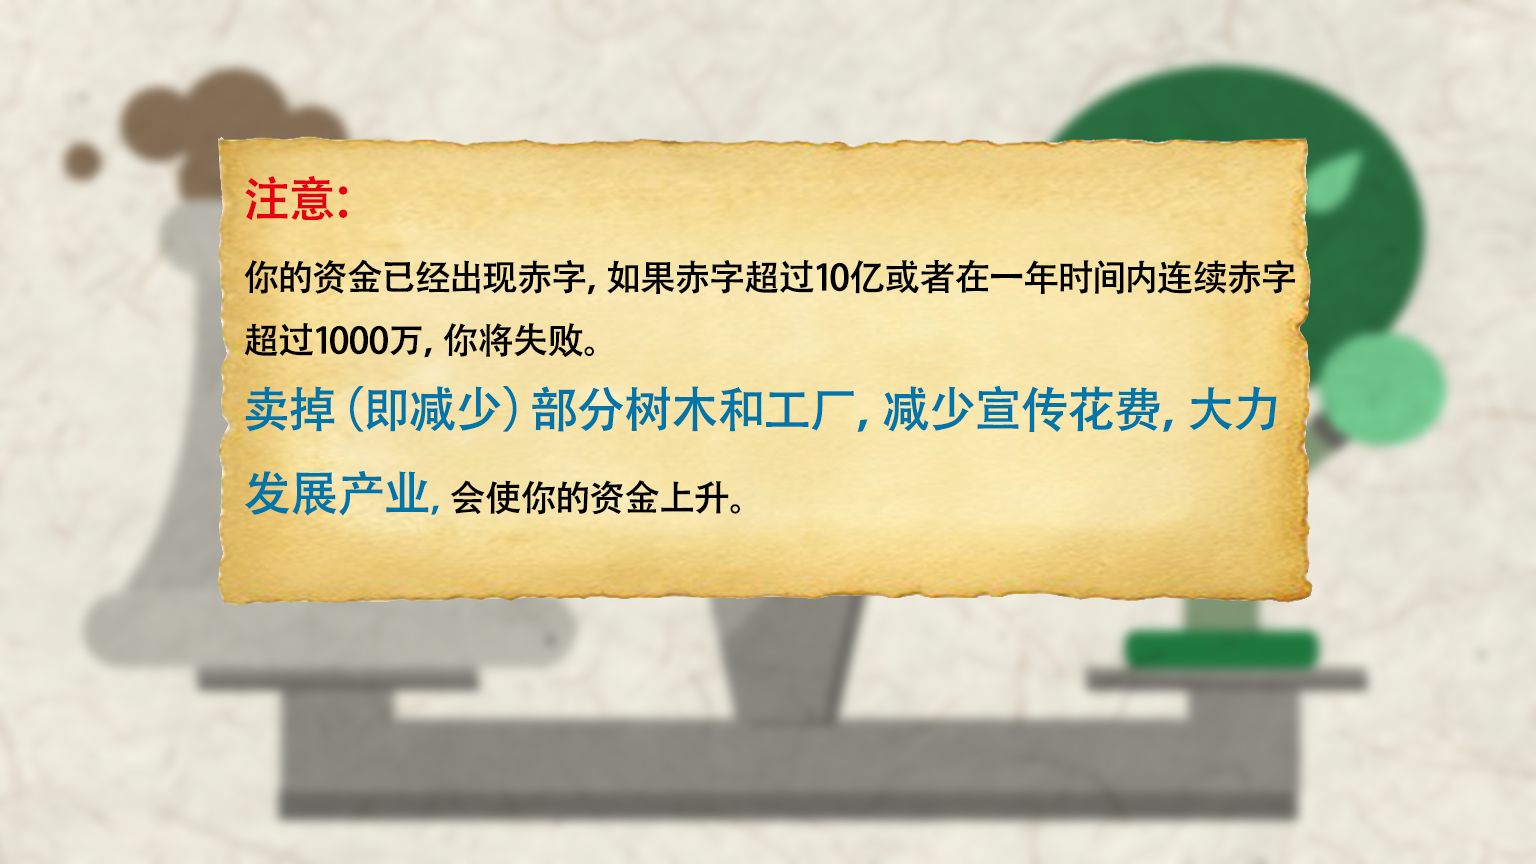 注意：
你的资金已经出现赤字, 如果赤字超过10亿或者在一年时间内连续赤字
超过1000万, 你将失败。
卖掉（即减少）部分树木和工厂, 减少宣传花费, 大力
发展产业, 会使你的资金上升。